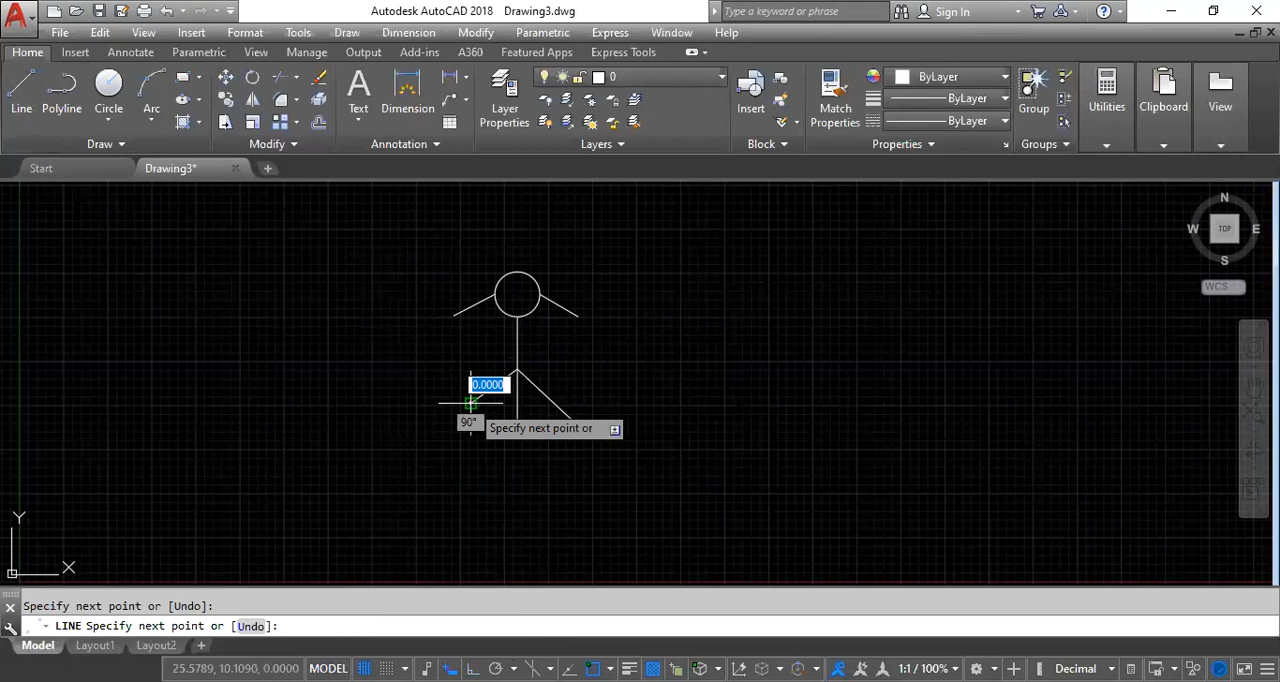 Autodesk AutoCAD 2018 Drawing3.dwg
Type a keyword or phrase
Sign In
File Edit View Insert Format Tools Draw Dimension Modify Parametric Express Window Help
Home Insert Annotate Parametric View Manage Output Add-ins A360 Featured Apps Express Tools
0
ByLayer
ByLayer
ByLayer
Line Polyline Circle Arc
Text Dimension
Layer Properties
Insert
Match Properties
Group
Utilities
Clipboard
View
Draw Modify Annotation Layers Block Properties Groups
Start Drawing3*
N
W TOP E
S
WCS
0.0000
90°
Specify next point or
Y
X
Specify next point or [Undo]:
LINE Specify next point or [Undo]:
Model Layout1 Layout2
25.5789, 10.1090, 0.0000 MODEL 1:1 / 100% Decimal